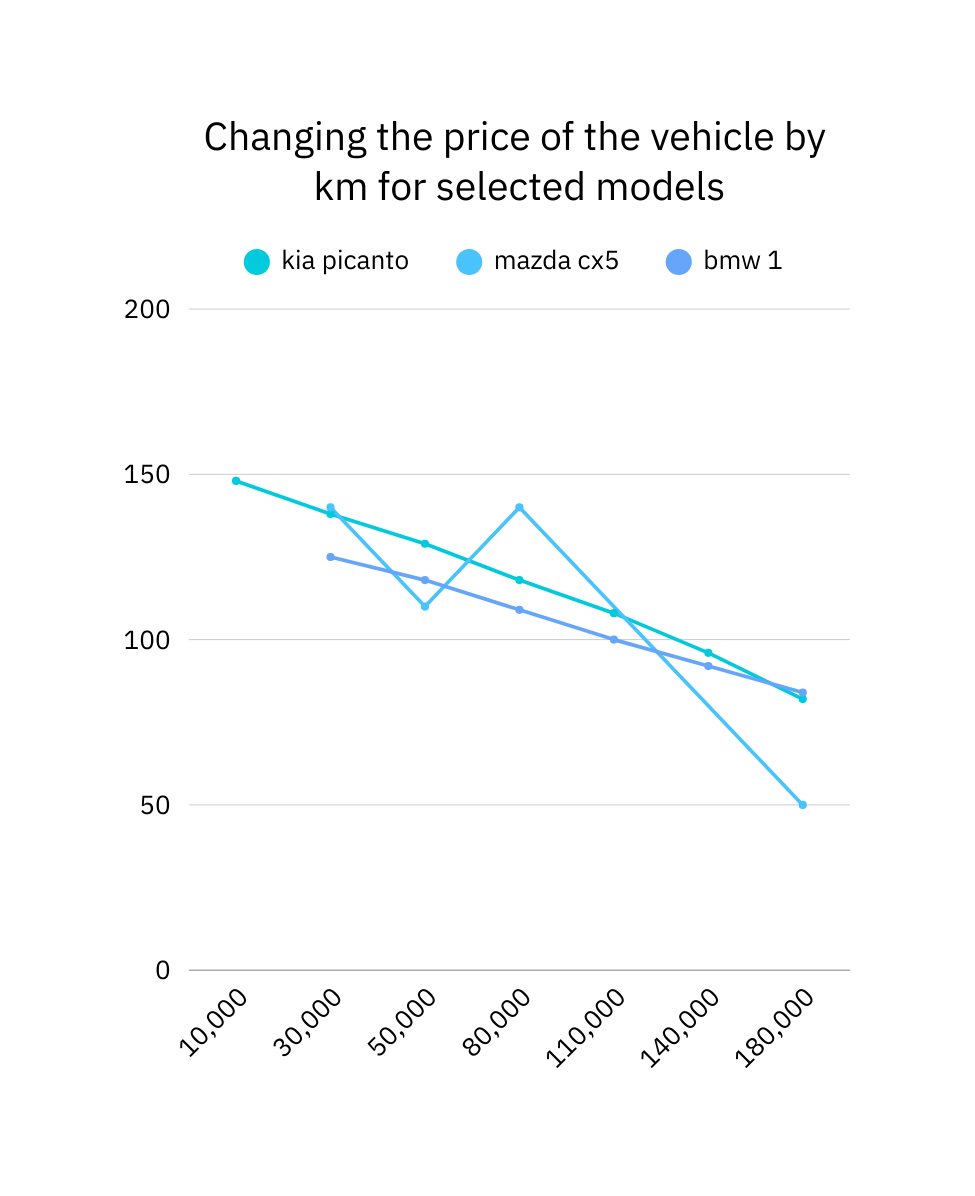 Changing the price of the vehicle by
km for selected models
kia picanto mazda cx5 bmw 1
200
150
100
50
0
10,000 30,000 50,000 80,000 110,000 140,000 180,000